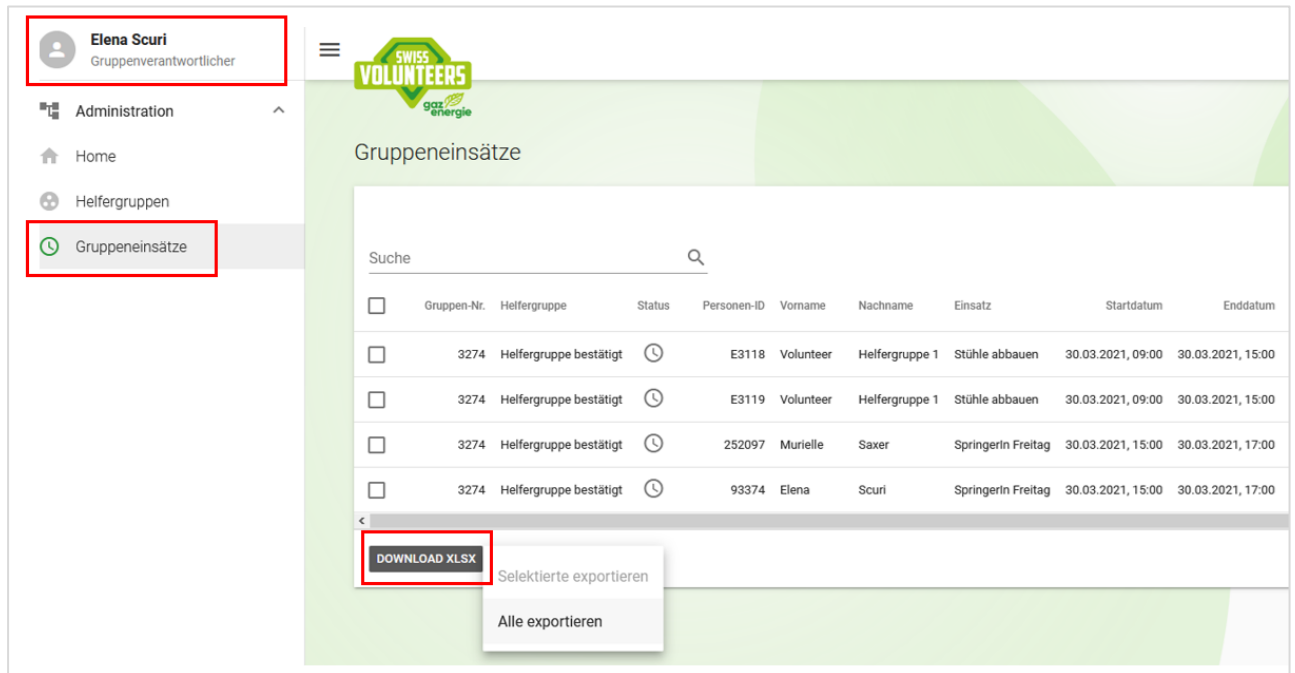 Elena Scuri
Gruppenverantwortlicher
Administration
Home
Helfergruppen
Gruppeneinsätze
SWISS
VOLUNTEERS
gaz
energie
Gruppeneinsätze
Suche
Gruppen-Nr. Helfergruppe Status Personen-ID Vorname Nachname Einsatz Startdatum Enddatum
3274 Helfergruppe bestätigt E3118 Volunteer Helfergruppe 1 Stühle abbauen 30.03.2021, 09:00 30.03.2021, 15:00
3274 Helfergruppe bestätigt E3119 Volunteer Helfergruppe 1 Stühle abbauen 30.03.2021, 09:00 30.03.2021, 15:00
3274 Helfergruppe bestätigt 252097 Murielle Saxer SpringerIn Freitag 30.03.2021, 15:00 30.03.2021, 17:00
3274 Helfergruppe bestätigt 93374 Elena Scuri SpringerIn Freitag 30.03.2021, 15:00 30.03.2021, 17:00
DOWNLOAD XLSX
Selektierte exportieren
Alle exportieren